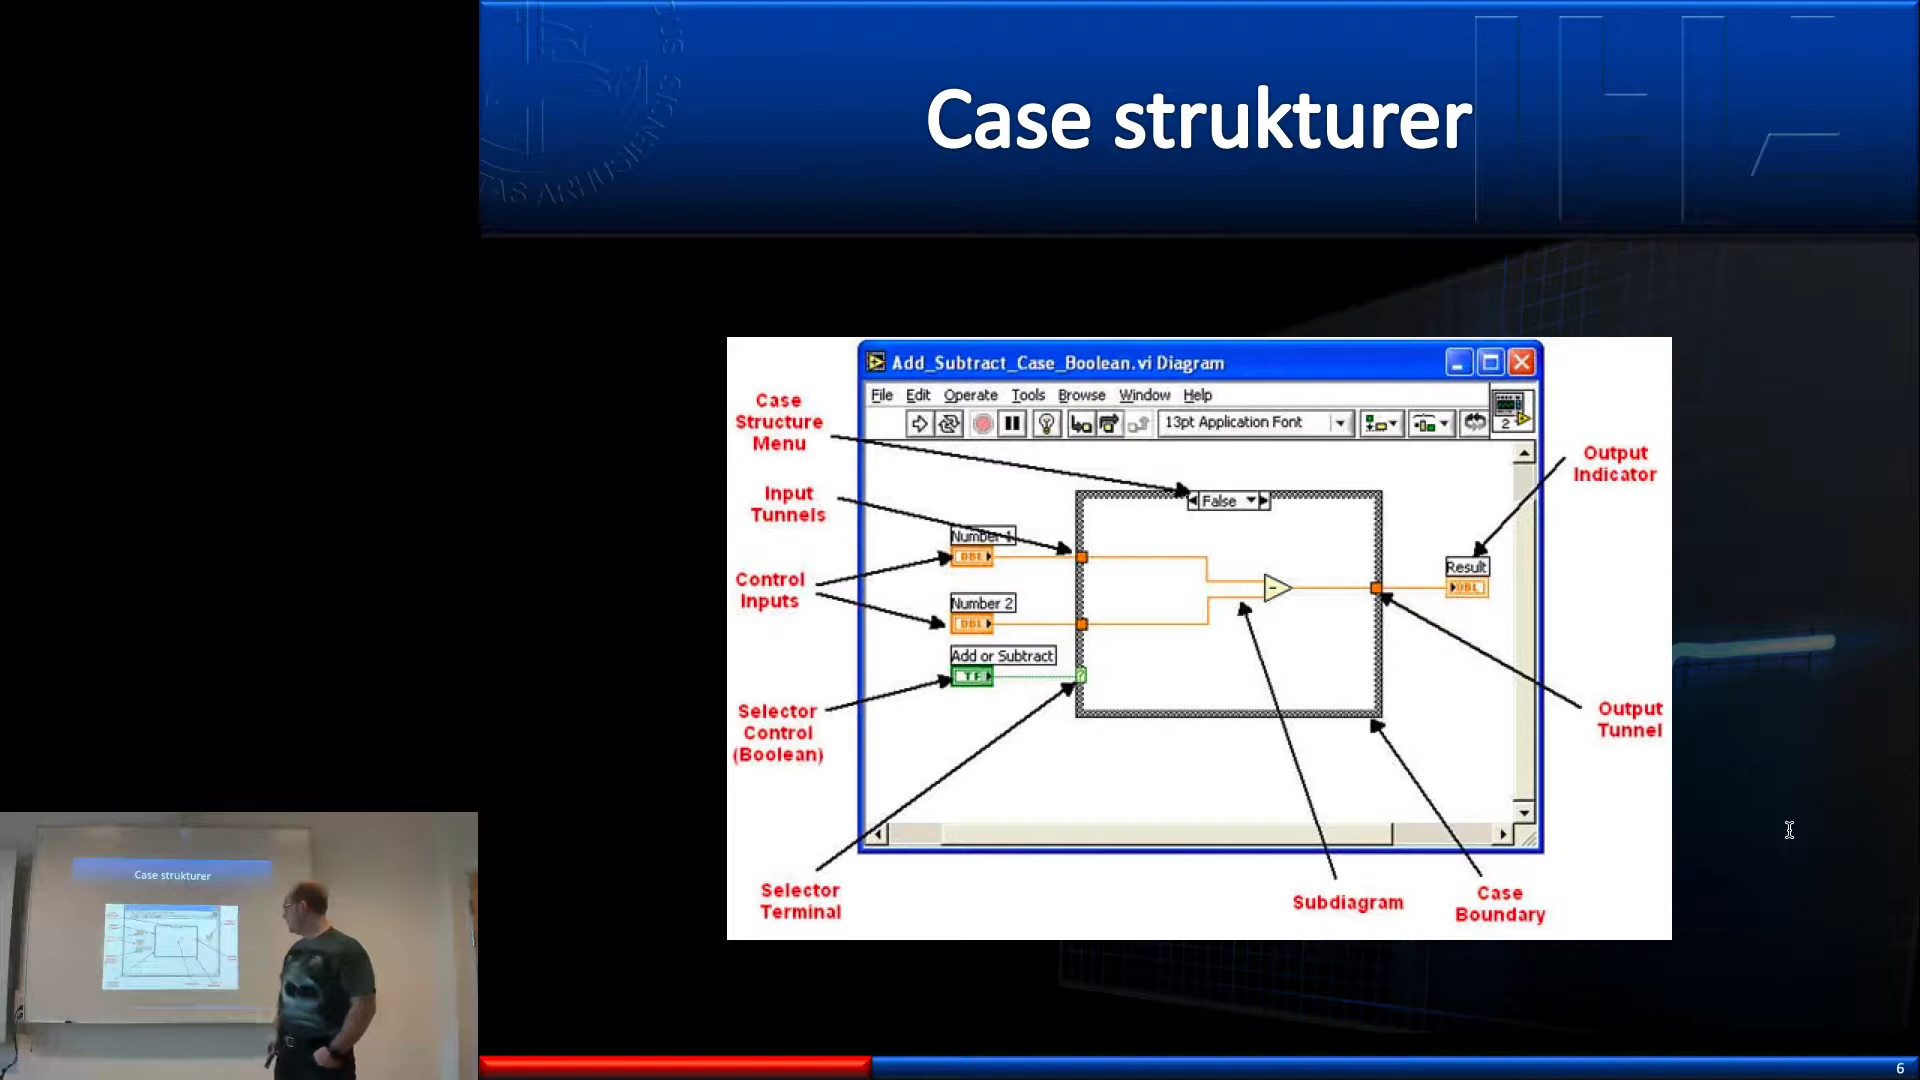 Case strukturer
Add_Subtract_Case_Boolean.vi Diagram
File Edit Operate Tools Browse Window Help
13pt Application Font
2
Case
Structure
Menu
Input
Tunnels
Control
Inputs
Selector
Control
(Boolean)
Selector
Terminal
False
Number 1
DBL
Number 2
DBL
Add or Subtract
TF
?
-
Result
DBL
Output
Indicator
Output
Tunnel
Subdiagram
Case
Boundary
Case strukturer
6